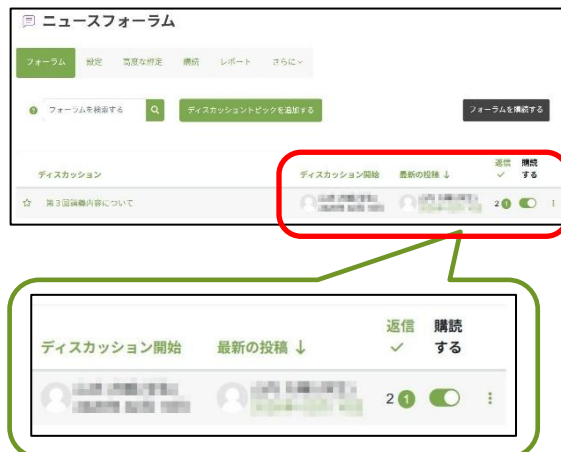 ニュースフォーラム
フォーラム 設定 高度な評定 購読 レポート さらに
フォーラムを検索する ディスカッショントピックを追加する フォーラムを購読する
ディスカッション ディスカッション開始 最新の投稿 ↓ 返信 購読する
第3回講義内容について 2 1
ディスカッション開始 最新の投稿 ↓ 返信 購読する
2 1